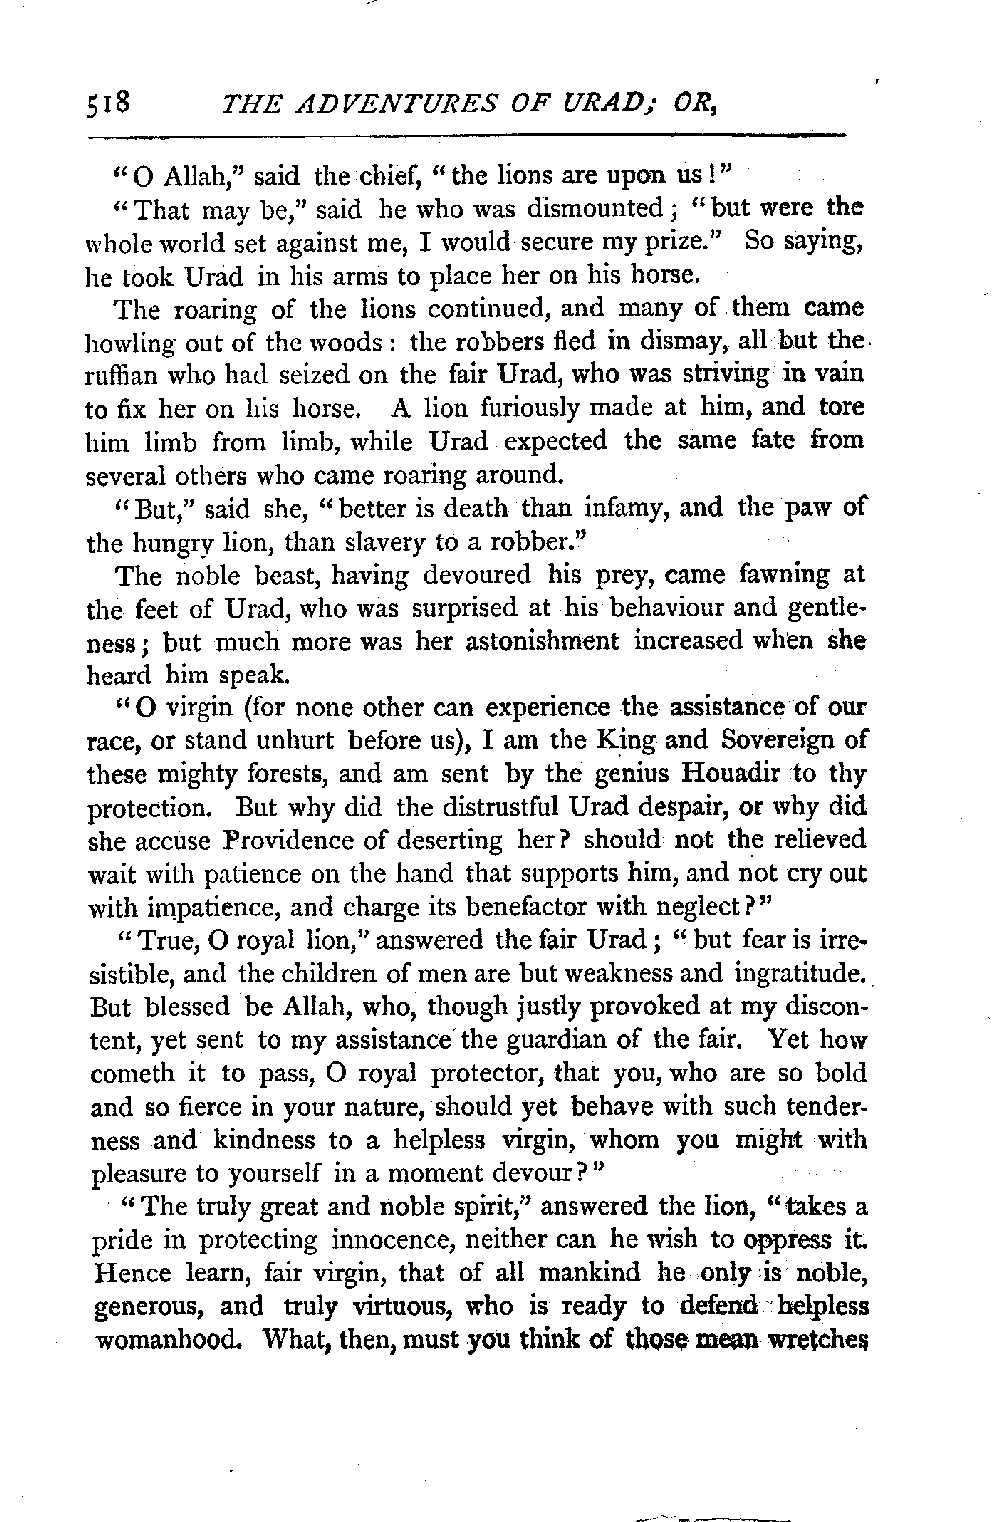 518 THE ADVENTURES OF URAD; OR,
"O Allah," said the chief, "the lions are upon us!"
"That may be," said he who was dismounted; "but were the
whole world set against me, I would secure my prize." So saying,
he took Urad in his arms to place her on his horse.
The roaring of the lions continued, and many of them came
howling out of the woods: the robbers fled in dismay, all but the
ruffian who had seized on the fair Urad, who was striving in vain
to fix her on his horse. A lion furiously made at him, and tore
him limb from limb, while Urad expected the same fate from
several others who came roaring around.
"But," said she, "better is death than infamy, and the paw of
the hungry lion, than slavery to a robber."
The noble beast, having devoured his prey, came fawning at
the feet of Urad, who was surprised at his behaviour and gentle-
ness; but much more was her astonishment increased when she
heard him speak.
"O virgin (for none other can experience the assistance of our
race, or stand unhurt before us), I am the King and Sovereign of
these mighty forests, and am sent by the genius Houadir to thy
protection. But why did the distrustful Urad despair, or why did
she accuse Providence of deserting her? should not the relieved
wait with patience on the hand that supports him, and not cry out
with impatience, and charge its benefactor with neglect?"
"True, O royal lion," answered the fair Urad; "but fear is irre-
sistible, and the children of men are but weakness and ingratitude.
But blessed be Allah, who, though justly provoked at my discon-
tent, yet sent to my assistance the guardian of the fair. Yet how
cometh it to pass, O royal protector, that you, who are so bold
and so fierce in your nature, should yet behave with such tender-
ness and kindness to a helpless virgin, whom you might with
pleasure to yourself in a moment devour?"
"The truly great and noble spirit," answered the lion, "takes a
pride in protecting innocence, neither can he wish to oppress it.
Hence learn, fair virgin, that of all mankind he only is noble,
generous, and truly virtuous, who is ready to defend helpless
womanhood. What, then, must you think of those mean wretches